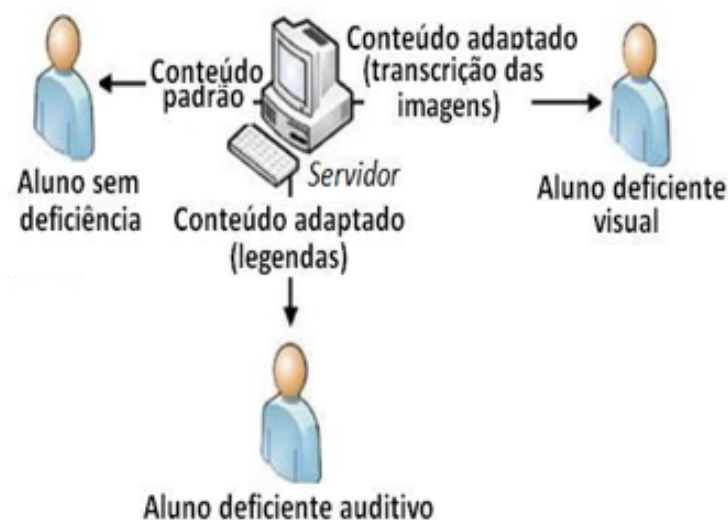 Conteúdo
padrão
Conteúdo adaptado
(transcrição das
imagens)
Servidor
Aluno sem
deficiência
Conteúdo adaptado
(legendas)
Aluno deficiente
visual
Aluno deficiente auditivo